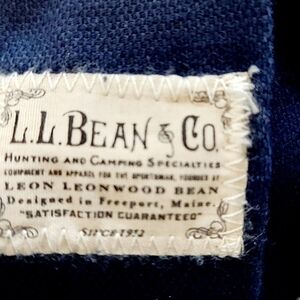 L.L.BEAN & CO.
HUNTING AND CAMPING SPECIALTIES
EQUIPMENT AND APPAREL FOR THE SPORTSMAN, FOUNDED BY
LEON LEONWOOD BEAN
Designed in Freeport, Maine.
"SATISFACTION GUARANTEED"
SINCE 1912